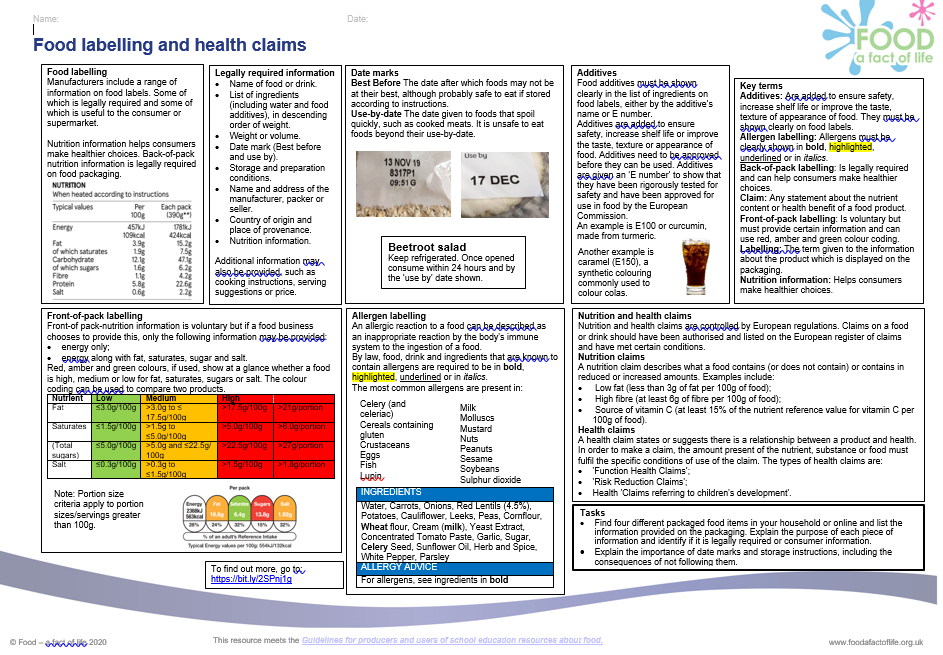 Name:
Date:
FOOD
a fact of life
Food labelling and health claims
Food labelling
Manufacturers include a range of
information on food labels. Some of
which is legally required and some of
which is useful to the consumer or
supermarket.
Nutrition information helps consumers
make healthier choices. Back-of-pack
nutrition information is legally required
on food packaging.
NUTRITION
When heated according to instructions
Typical values Per 100g Each pack (390g**)
Energy 457kJ 1781kJ
109kcal 424kcal
Fat 3.9g 15.2g
of which saturates 1.9g 7.5g
Carbohydrate 12.1g 47.1g
of which sugars 1.6g 6.2g
Fibre 1.1g 4.2g
Protein 5.8g 22.6g
Salt 0.6g 2.2g
Legally required information
• Name of food or drink.
• List of ingredients
(including water and food
additives), in descending
order of weight.
• Weight or volume.
• Date mark (Best before
and use by).
• Storage and preparation
conditions.
• Name and address of the
manufacturer, packer or
seller.
• Country of origin and
place of provenance.
• Nutrition information.
Additional information may
also be provided, such as
cooking instructions, serving
suggestions or price.
Date marks
Best Before The date after which foods may not be
at their best, although probably safe to eat if stored
according to instructions.
Use-by date The date given to foods that spoil
quickly, such as cooked meats. It is unsafe to eat
foods beyond their use-by date.
13 NOV 19
8317P1
09:51 G
Use by
17 DEC
Beetroot salad
Keep refrigerated. Once opened
consume within 24 hours and by
the 'use by' date shown.
Additives
Food additives must be shown
clearly in the list of ingredients on
food labels, either by the additive's
name or E number.
Additives are added to ensure
safety, increase shelf life or improve
the taste, texture or appearance of
food. Additives need to be approved
before they can be used. Additives
are given an 'E number' to show that
they have been rigorously tested for
safety and have been approved for
use in food by the European
Commission.
An example is E100 or curcumin,
made from turmeric.
Another example is
caramel (E150), a
synthetic colouring
commonly used to
colour colas.
Key terms
Additives: Are added to ensure safety,
increase shelf life or improve the taste,
texture of appearance of food. They must be
shown clearly on food labels.
Allergen labelling: Allergens must be
clearly shown in bold, highlighted,
underlined or in italics.
Back-of-pack labelling: Is legally required
and can help consumers make healthier
choices.
Claim: Any statement about the nutrient
content or health benefit of a food product.
Front-of-pack labelling: Is voluntary but
must provide certain information and can
use red, amber and green colour coding.
Labelling: The term given to the information
about the product which is displayed on the
packaging.
Nutrition information: Helps consumers
make healthier choices.
Front-of-pack labelling
Front-of pack-nutrition information is voluntary but if a food business
chooses to provide this, only the following information may be provided:
• energy only;
• energy along with fat, saturates, sugar and salt.
Red, amber and green colours, if used, show at a glance whether a food
is high, medium or low for fat, saturates, sugars or salt. The colour
coding can be used to compare two products.
Nutrient Low Medium High
Fat ≤3.0g/100g >3.0g to ≤ 17.5g/100g >17.5g/100g >21g/portion
Saturates ≤1.5g/100g >1.5g to ≤5.0g/100g >5.0g/100g >6.0g/portion
(Total sugars) ≤5.0g/100g >5.0g and ≤22.5g/ 100g >22.5g/100g >27g/portion
Salt ≤0.3g/100g >0.3g to ≤1.5g/100g >1.5g/100g >1.8g/portion
Note: Portion size
criteria apply to portion
sizes/servings greater
than 100g.
Per pack
Energy 2368kJ 563kcal 28%
Fat 24%
Saturates 6.4g 32%
Sugars 13.8g 15%
Salt 1.92g 32%
% of an adult's Reference Intake
Typical Energy values per 100g: 554kJ/132kcal
To find out more, go to:
https://bit.ly/2SPnj1g
Allergen labelling
An allergic reaction to a food can be described as
an inappropriate reaction by the body's immune
system to the ingestion of a food.
By law, food, drink and ingredients that are known to
contain allergens are required to be in bold,
highlighted, underlined or in italic.
The most common allergens are present in:
Celery (and
celeriac)
Cereals containing
gluten
Crustaceans
Eggs
Fish
Lupin
Milk
Molluscs
Mustard
Nuts
Peanuts
Sesame
Soybeans
Sulphur dioxide
INGREDIENTS
Water, Carrots, Onions, Red Lentils (4.5%),
Potatoes, Cauliflower, Leeks, Peas, Cornflour,
Wheat flour, Cream (milk), Yeast Extract,
Concentrated Tomato Paste, Garlic, Sugar,
Celery Seed, Sunflower Oil, Herb and Spice,
White Pepper, Parsley
ALLERGY ADVICE
For allergens, see ingredients in bold
Nutrition and health claims
Nutrition and health claims are controlled by European regulations. Claims on a food
or drink should have been authorised and listed on the European register of claims
and have met certain conditions.
Nutrition claims
A nutrition claim describes what a food contains (or does not contain) or contains in
reduced or increased amounts. Examples include:
• Low fat (less than 3g of fat per 100g of food);
• High fibre (at least 6g of fibre per 100g of food);
• Source of vitamin C (at least 15% of the nutrient reference value for vitamin C per
100g of food).
Health claims
A health claim states or suggests there is a relationship between a product and health.
In order to make a claim, the amount present of the nutrient, substance or food must
fulfil the specific conditions of use of the claim. The types of health claims are:
• 'Function Health Claims';
• 'Risk Reduction Claims';
• Health 'Claims referring to children's development'.
Tasks
• Find four different packaged food items in your household or online and list the
information provided on the packaging. Explain the purpose of each piece of
information and identify if it is legally required or consumer information.
• Explain the importance of date marks and storage instructions, including the
consequences of not following them.
© Food – a fact of life 2020
This resource meets the Guidelines for producers and users of school education resources about food.
www.foodafactoflife.org.uk